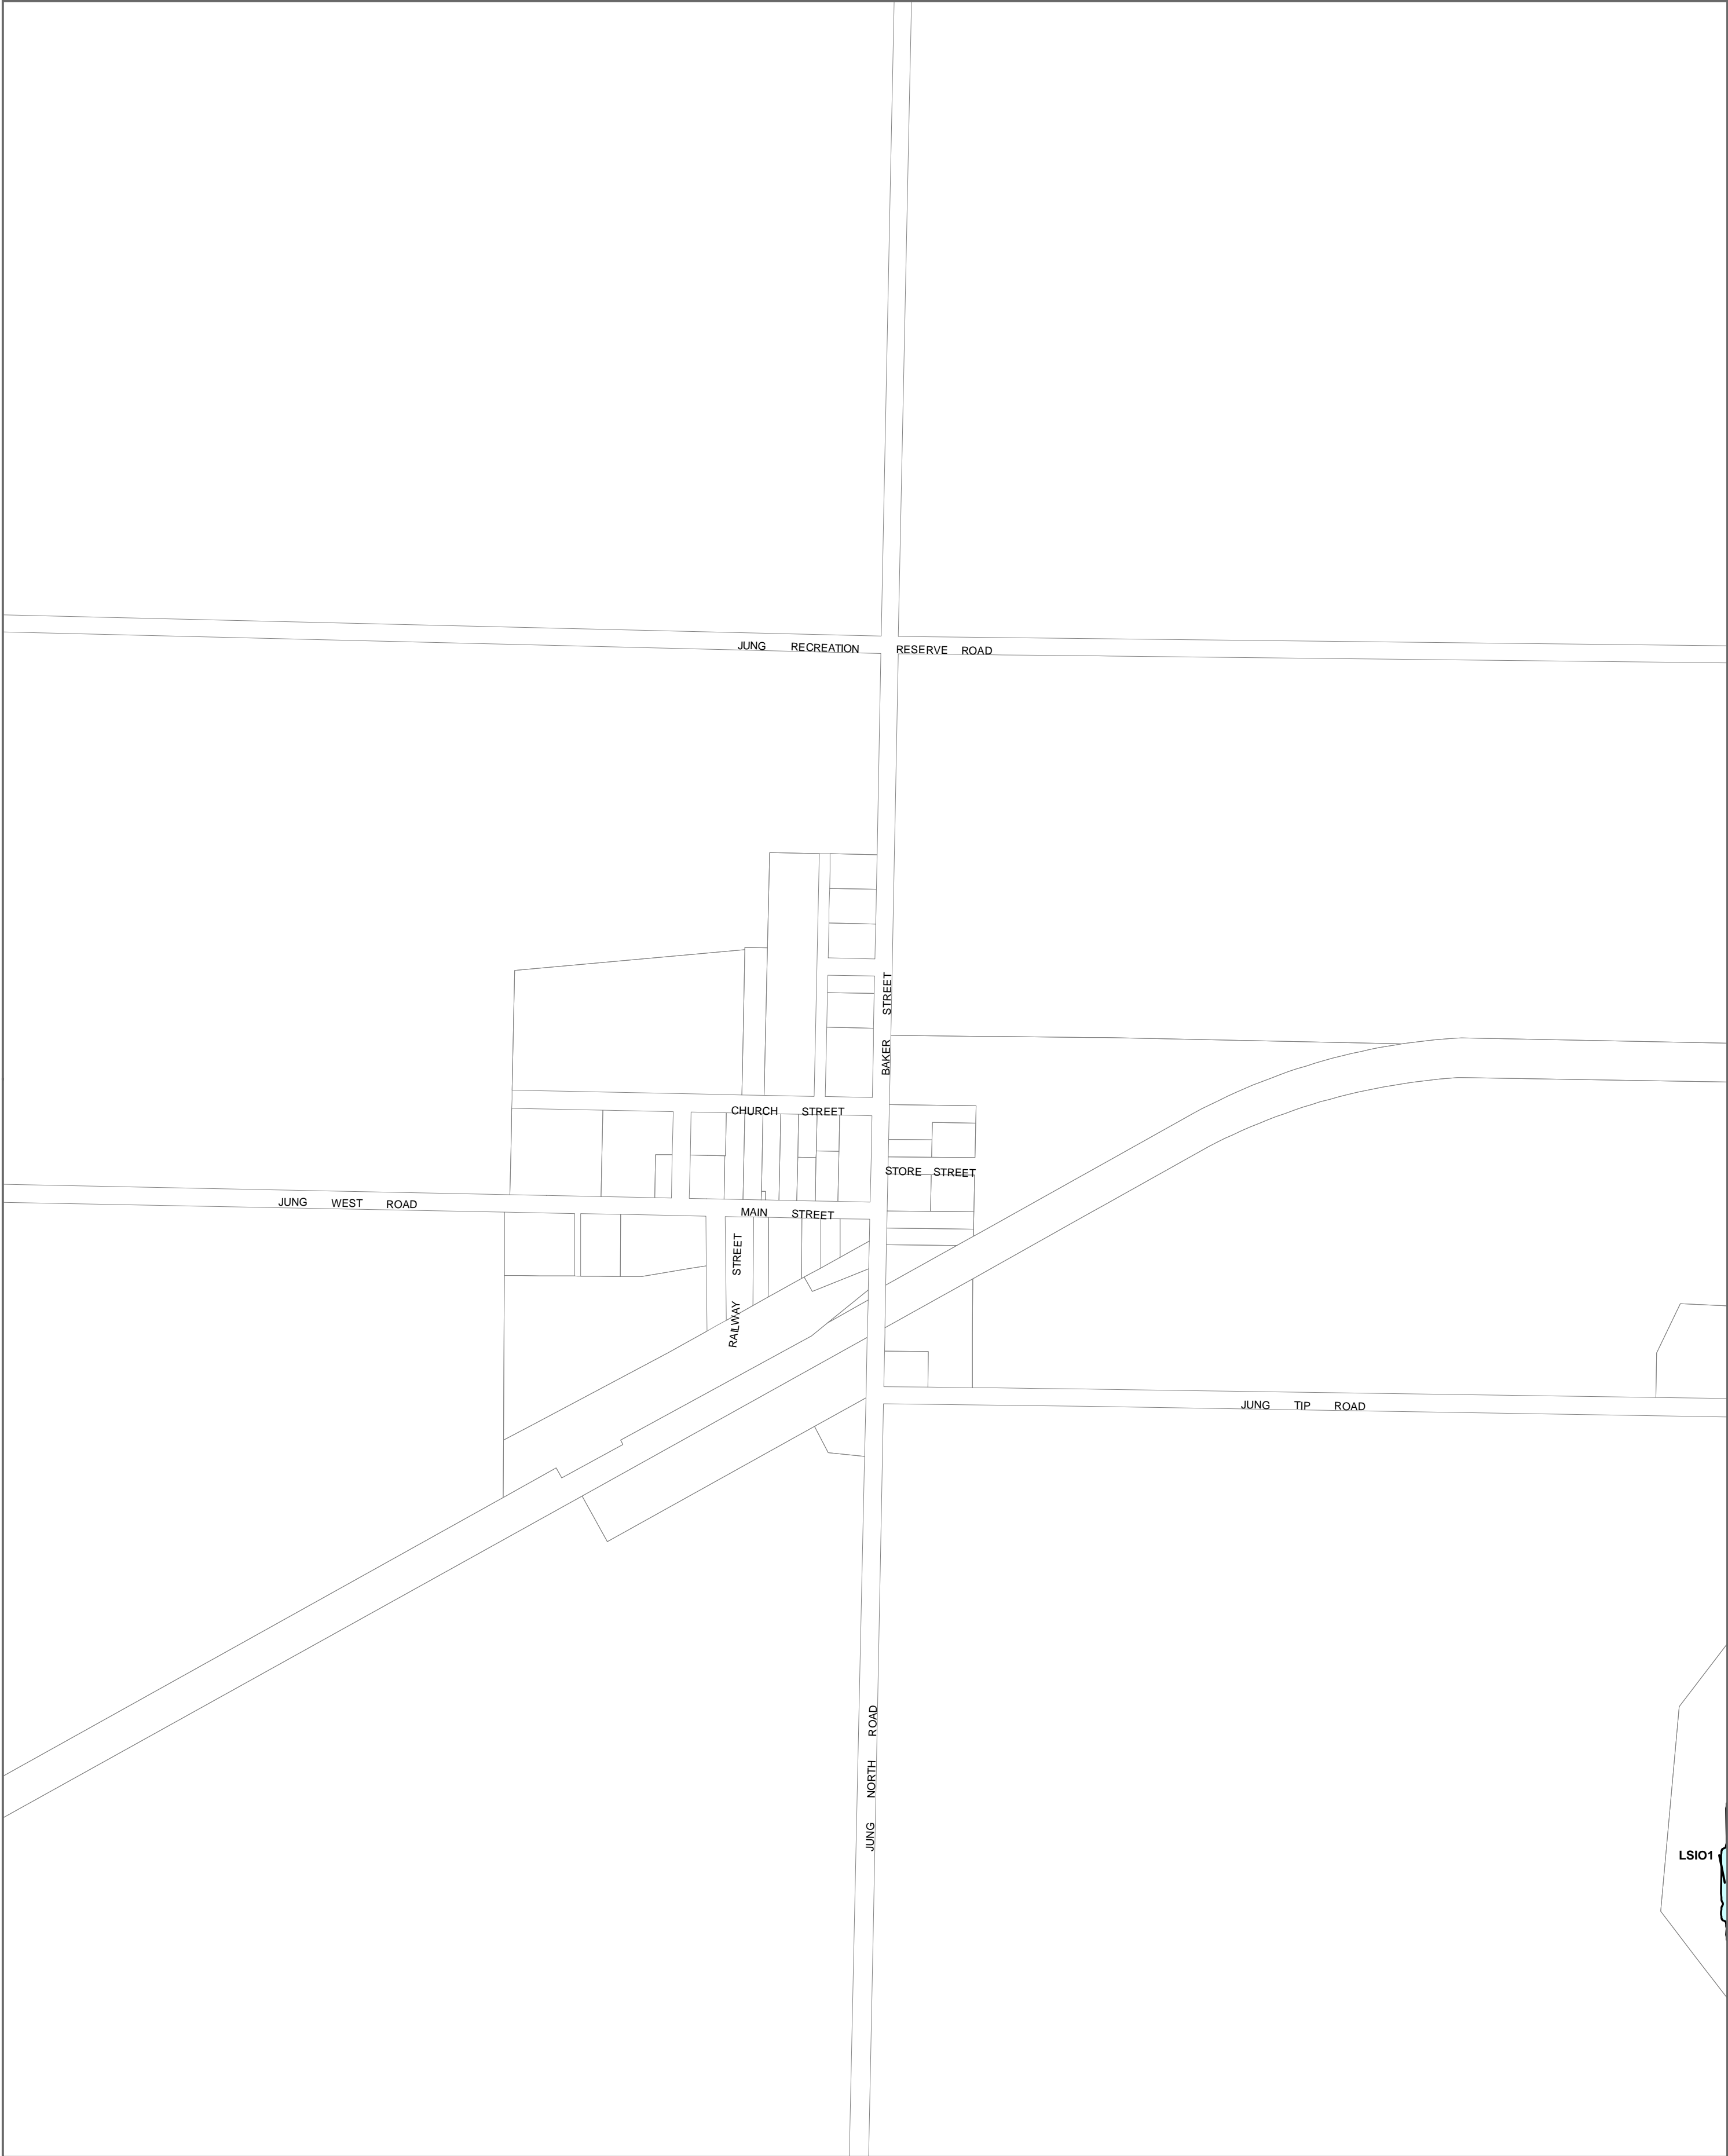 JUNG RECREATION RESERVE ROAD
BAKER STREET
CHURCH STREET
STORE STREET
JUNG WEST ROAD
MAIN STREET
RAILWAY STREET
JUNG TIP ROAD
JUNG NORTH ROAD
LSIO1